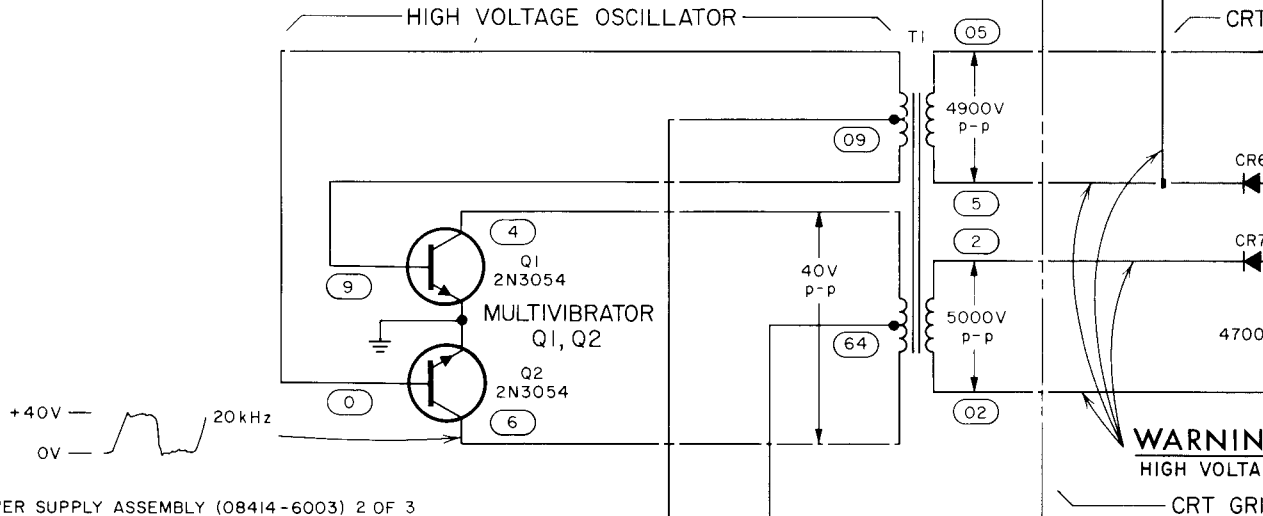 HIGH VOLTAGE OSCILLATOR
CRT
T1
05
4900V
p-p
09
CR6
5
4
2
Q1
2N3054
CR7
9
40V
p-p
MULTIVIBRATOR
Q1, Q2
5000V
p-p
64
4700
Q2
2N3054
0
02
+40V
20kHz
6
0V
WARNIN
HIGH VOLTA
ER SUPPLY ASSEMBLY (08414-6003) 2 OF 3
CRT GRI